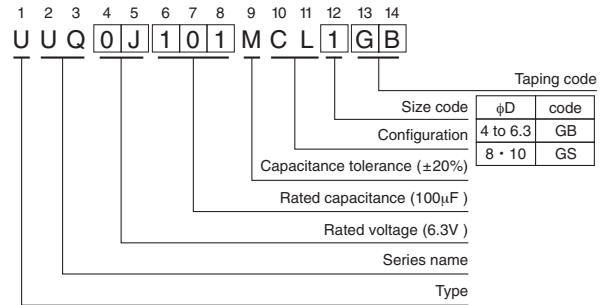 1 2 3 4 5 6 7 8 9 10 11 12 13 14
U U Q 0 J 1 0 1 M C L 1 G B
Taping code
Size code
φD code
4 to 6.3 GB
8・10 GS
Configuration
Capacitance tolerance (±20%)
Rated capacitance (100μF )
Rated voltage (6.3V )
Series name
Type